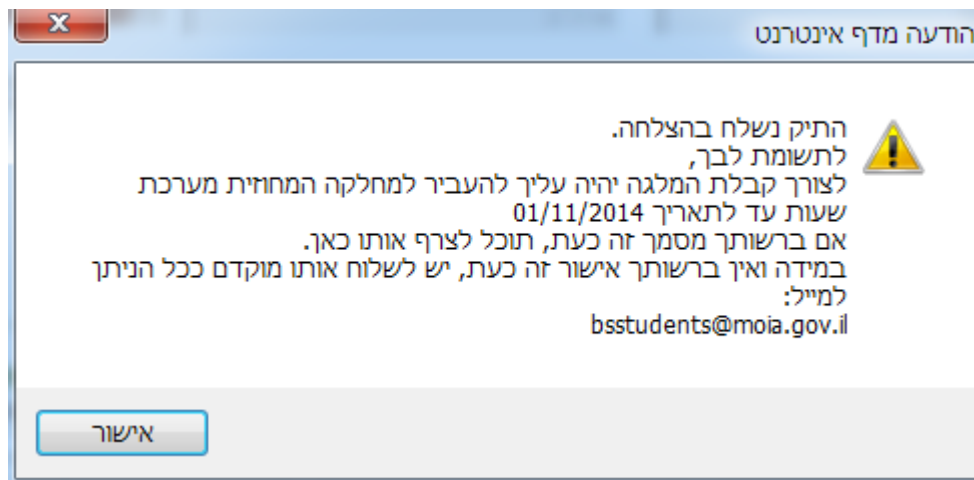 הודעה מדף אינטרנט
התיק נשלח בהצלחה.
לתשומת לבך,
לצורך קבלת המלגה יהיה עליך להעביר למחלקה המחוזית מערכת
שעות עד לתאריך 01/11/2014
אם ברשותך מסמך זה כעת, תוכל לצרף אותו כאן.
במידה ואין ברשותך אישור זה כעת, יש לשלוח אותו מוקדם ככל הניתן
למייל:
bsstudents@moia.gov.il
אישור